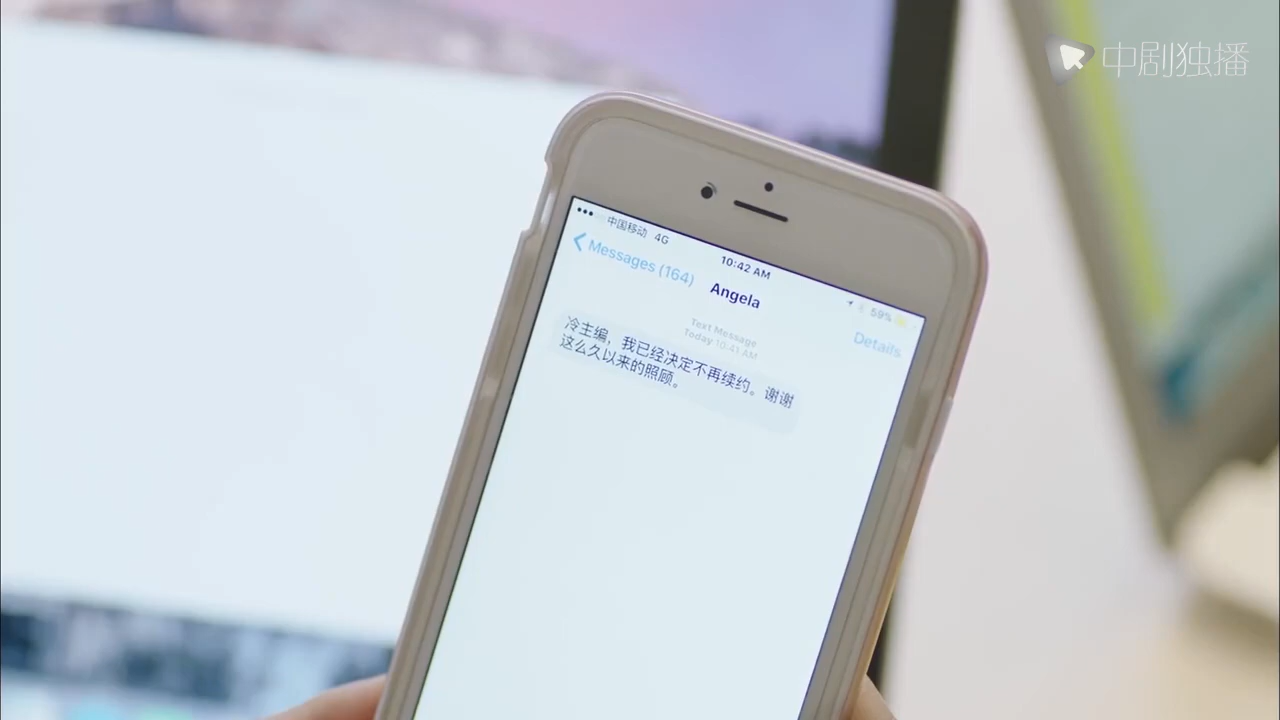 中剧独播
中国移动 4G
10:42 AM
59%
Messages (164)
Angela
Details
Text Message
Today 10:41 AM
冷主编，我已经决定不再续约。谢谢
这么久以来的照顾。